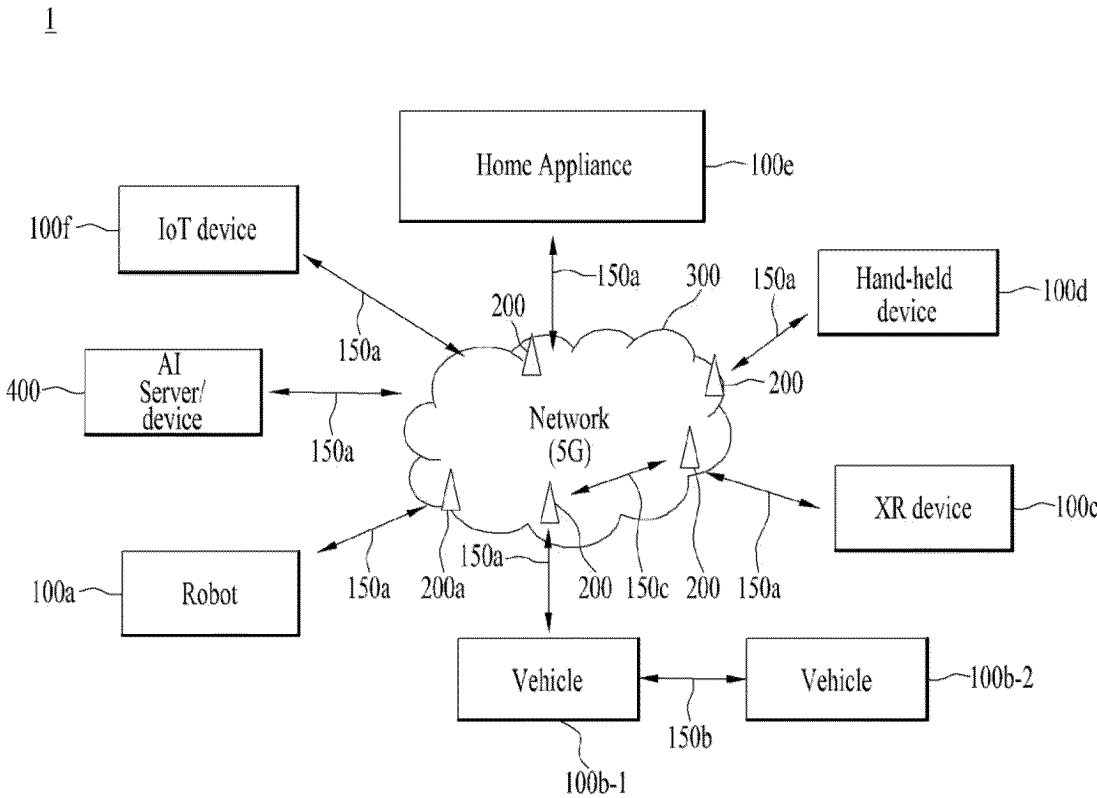 1
Home Appliance
100e
100f
IoT device
150a
300
150a
Hand-held
device
100d
200
150a
400
AI
Server/
device
150a
200
Network
(5G)
XR device
100c
100a
Robot
150a
200a
150a
200
150c
200
150a
Vehicle
Vehicle
100b-2
150b
100b-1